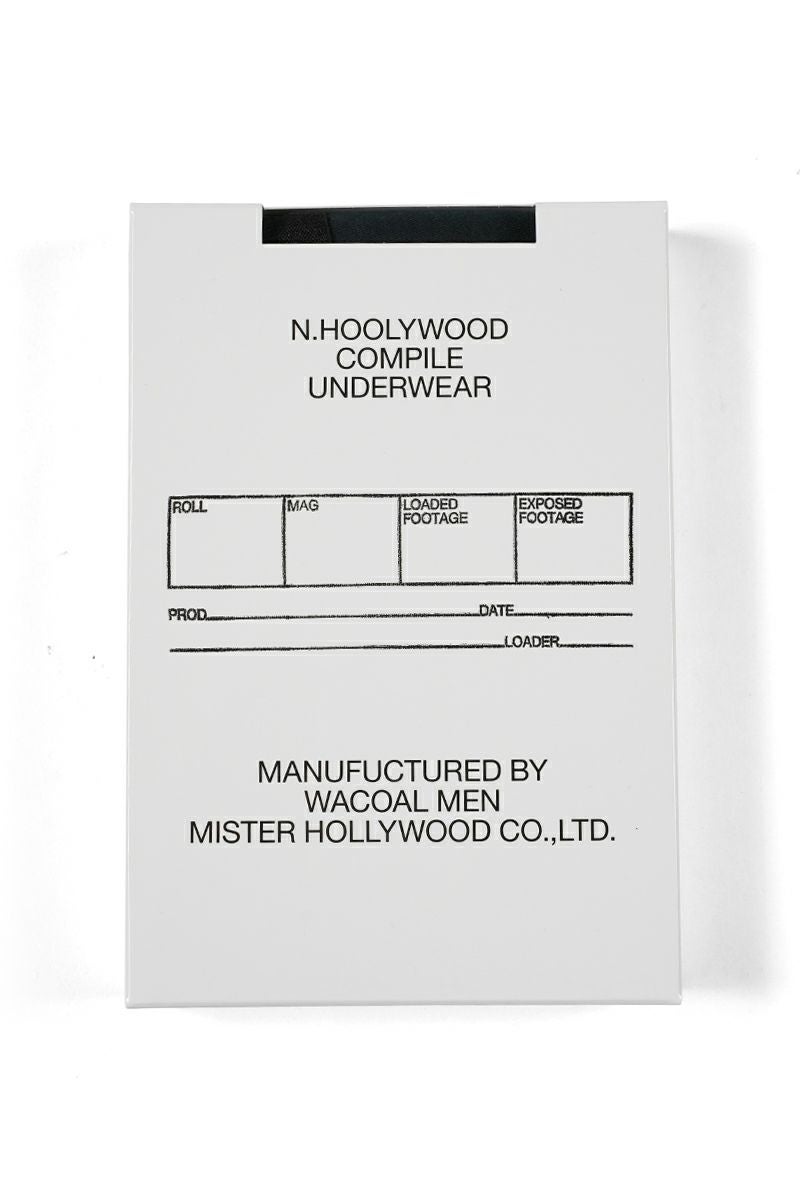 N.HOOLYWOOD
COMPILE
UNDERWEAR
ROLL MAG LOADED EXPOSED
FOOTAGE FOOTAGE
PROD. DATE
LOADER
MANUFUCTURED BY
WACOAL MEN
MISTER HOLLYWOOD CO.,LTD.